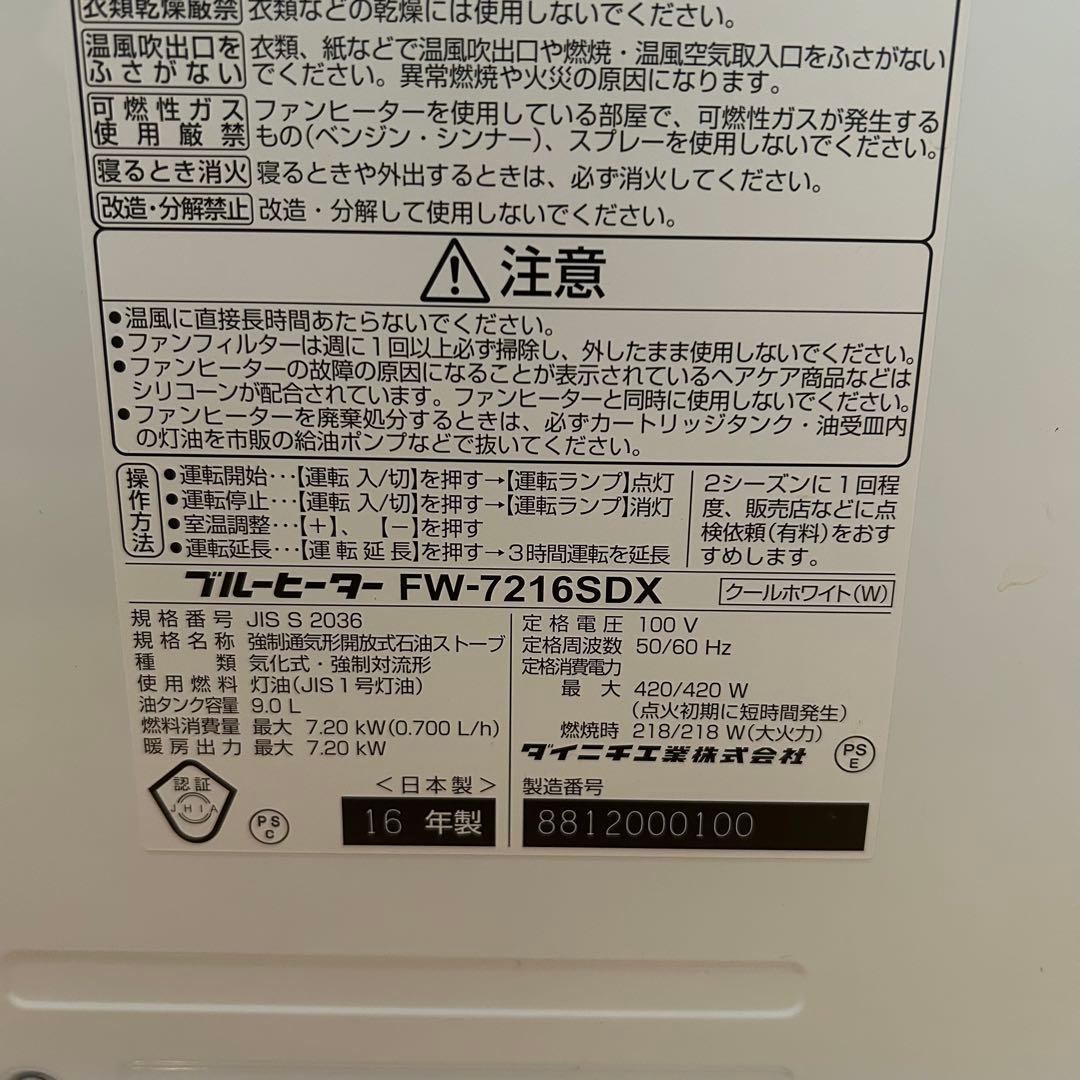 衣類乾燥厳禁 衣類などの乾燥には使用しないでください。
温風吹出口をふさがない 衣類、紙などで温風吹出口や燃焼・温風空気取入口をふさがない
でください。異常燃焼や火災の原因になります。
可燃性ガス使用厳禁 ファンヒーターを使用している部屋で、可燃性ガスが発生する
もの(ベンジン・シンナー)、スプレーを使用しないでください。
寝るとき消火 寝るときや外出するときは、必ず消火してください。
改造・分解禁止 改造・分解して使用しないでください。
注意
●温風に直接長時間あたらないでください。
●ファンフィルターは週に1回以上必ず掃除し、外したまま使用しないでください。
●ファンヒーターの故障の原因になることが表示されているヘアケア商品などは
シリコーンが配合されています。ファンヒーターと同時に使用しないでください。
●ファンヒーターを廃棄処分するときは、必ずカートリッジタンク・油受皿内
の灯油を市販の給油ポンプなどで抜いてください。
操作方法
●運転開始…【運転 入/切】を押す→【運転ランプ】点灯
●運転停止…【運転 入/切】を押す→【運転ランプ】消灯
●室温調整…【+】、【-】を押す
●運転延長…【運転延長】を押す→3時間運転を延長
2シーズンに1回程
度、販売店などに点
検依頼(有料)をおす
すめします。
ブルーヒーター FW-7216SDX クールホワイト(W)
規格番号 JIS S 2036
規格名称 強制通気形開放式石油ストーブ
種類 気化式・強制対流形
使用燃料 灯油(JIS1号灯油)
油タンク容量 9.0 L
燃料消費量 最大 7.20 kW(0.700 L/h)
暖房出力 最大 7.20 kW
定格電圧 100 V
定格周波数 50/60 Hz
定格消費電力
最大 420/420 W
(点火初期に短時間発生)
燃焼時 218/218 W(大火力)
ダイニチ工業株式会社 PS E
認証
JHIA
PS C
<日本製>
16 年製
製造番号
8812000100